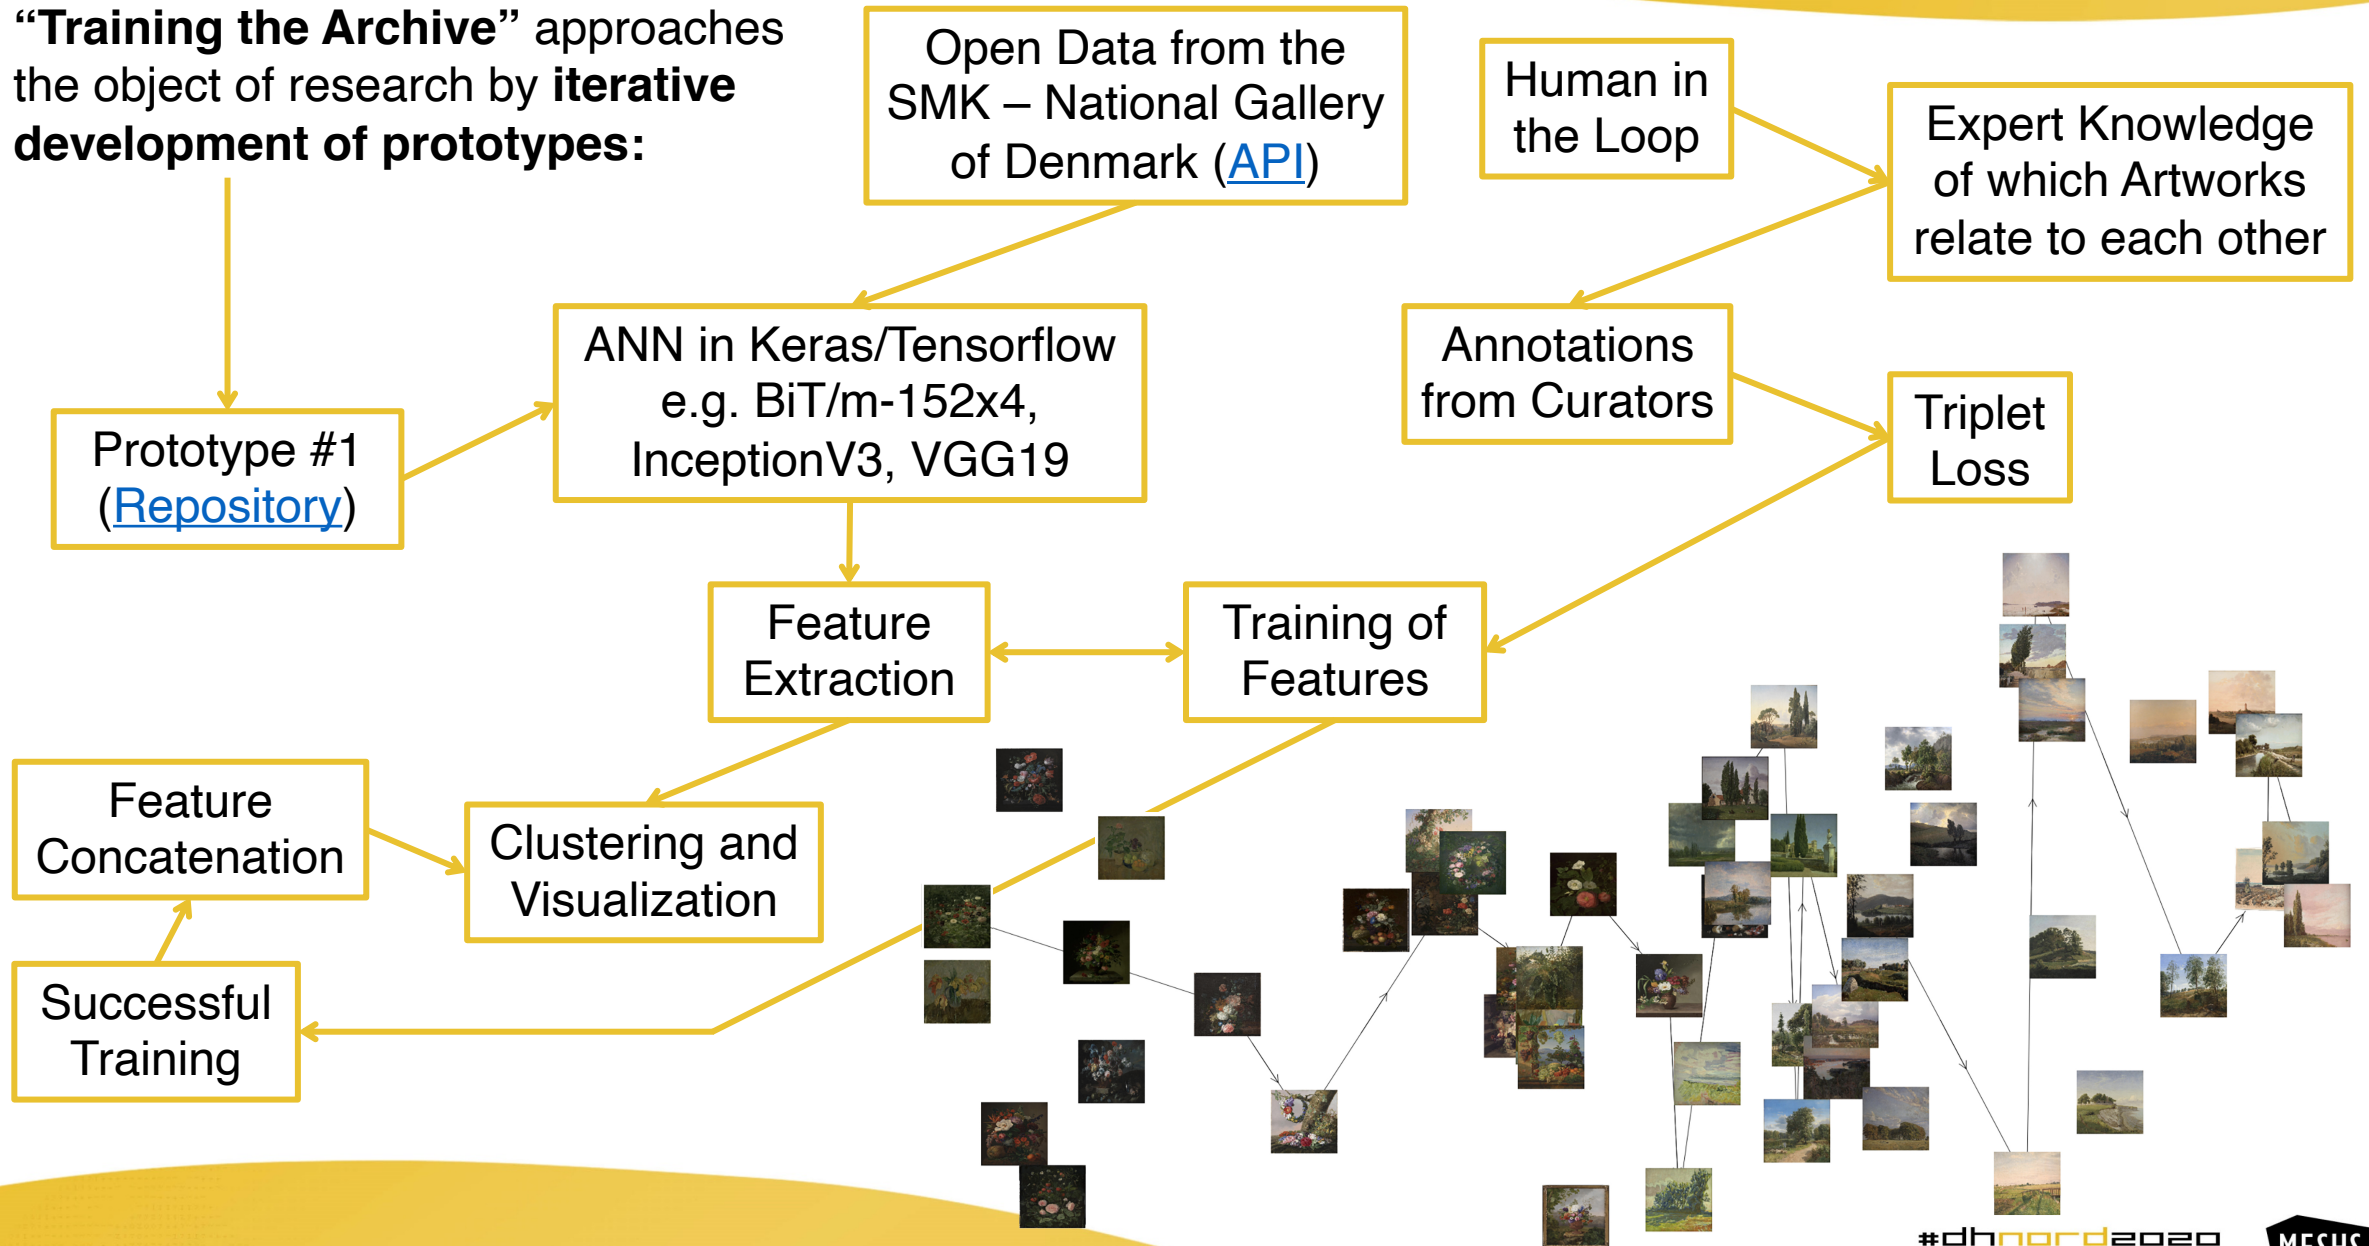 “Training the Archive” approaches
the object of research by iterative
development of prototypes:
Open Data from the
SMK – National Gallery
of Denmark (API)
Human in
the Loop
Expert Knowledge
of which Artworks
relate to each other
ANN in Keras/Tensorflow
e.g. BiT/m-152x4,
InceptionV3, VGG19
Annotations
from Curators
Triplet
Loss
Prototype #1
(Repository)
Feature
Extraction
Training of
Features
Feature
Concatenation
Clustering and
Visualization
Successful
Training
#dhnord2020
MESHS